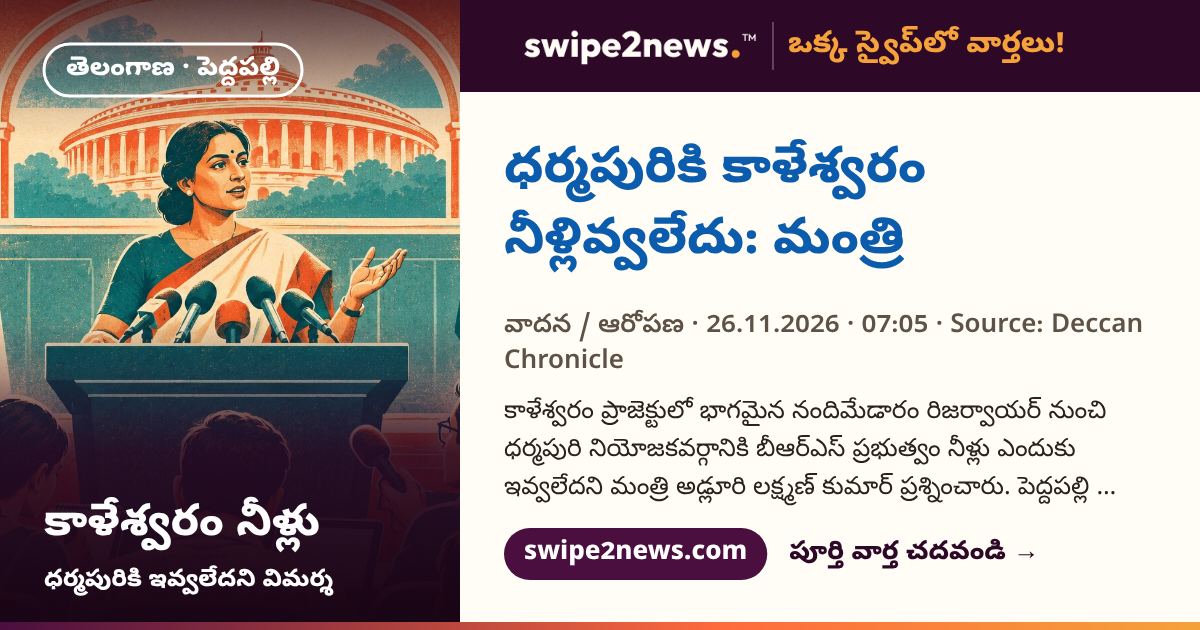 తెలంగాణ · పెద్దపల్లి
కాళేశ్వరం నీళ్లు
ధర్మపురికి ఇవ్వలేదని విమర్శ
swipe2news.™
ఒక్క స్వైప్‌లో వార్తలు!
ధర్మపురికి కాళేశ్వరం
నీళ్లివ్వలేదు: మంత్రి
వాదన / ఆరోపణ · 26.11.2026 · 07:05 · Source: Deccan
Chronicle
కాళేశ్వరం ప్రాజెక్టులో భాగమైన నందిమేడారం రిజర్వాయర్ నుంచి
ధర్మపురి నియోజకవర్గానికి బీఆర్ఎస్ ప్రభుత్వం నీళ్లు ఎందుకు
ఇవ్వలేదని మంత్రి అడ్లూరి లక్ష్మణ్ కుమార్ ప్రశ్నించారు. పెద్దపల్లి ...
swipe2news.com
పూర్తి వార్త చదవండి →